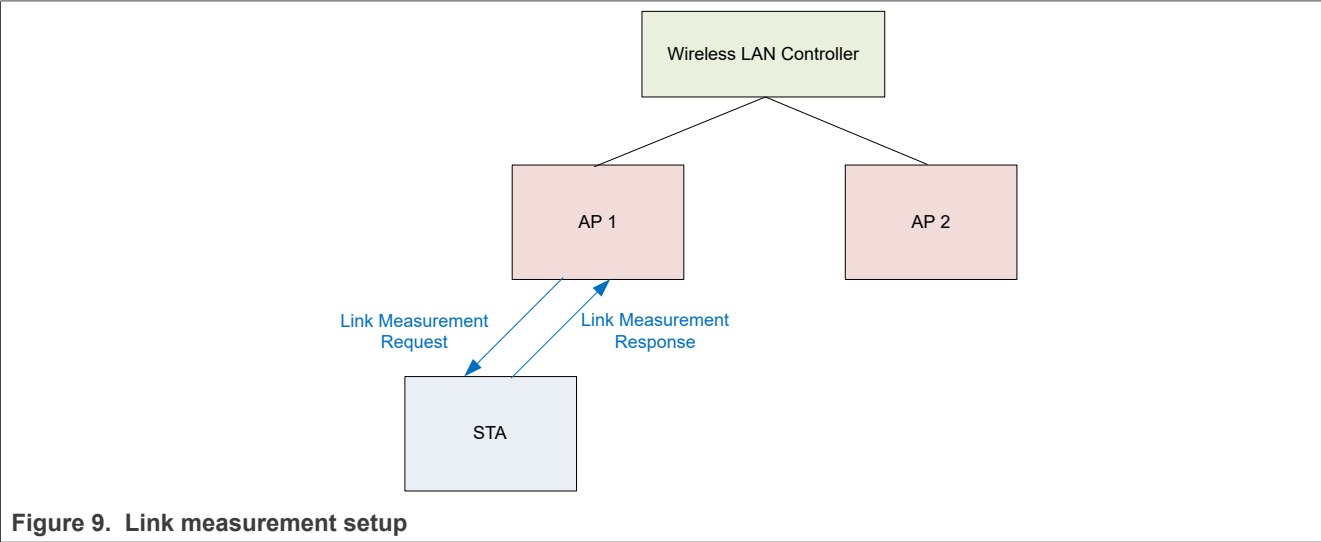 Wireless LAN Controller
AP 1
AP 2
Link Measurement
Request
Link Measurement
Response
STA
Figure 9. Link measurement setup